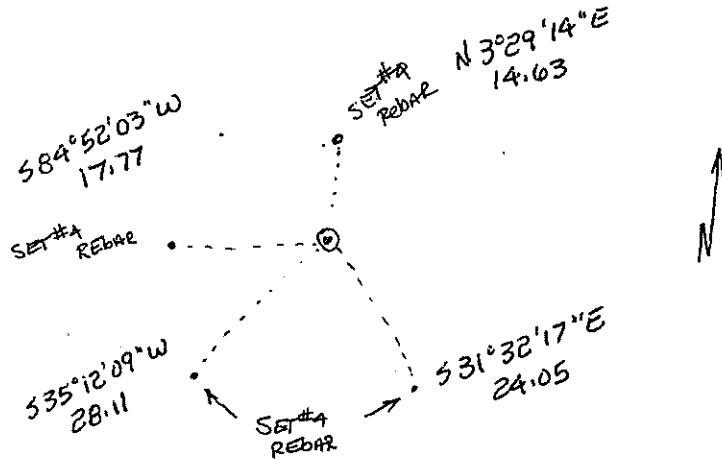 N 3°29'14"E
14.63
SET #4
REBAR
S84°52'03"W
17.77
SET #4
REBAR
N
S35°12'09"W
28.11
S31°32'17"E
24.05
SET #4
REBAR